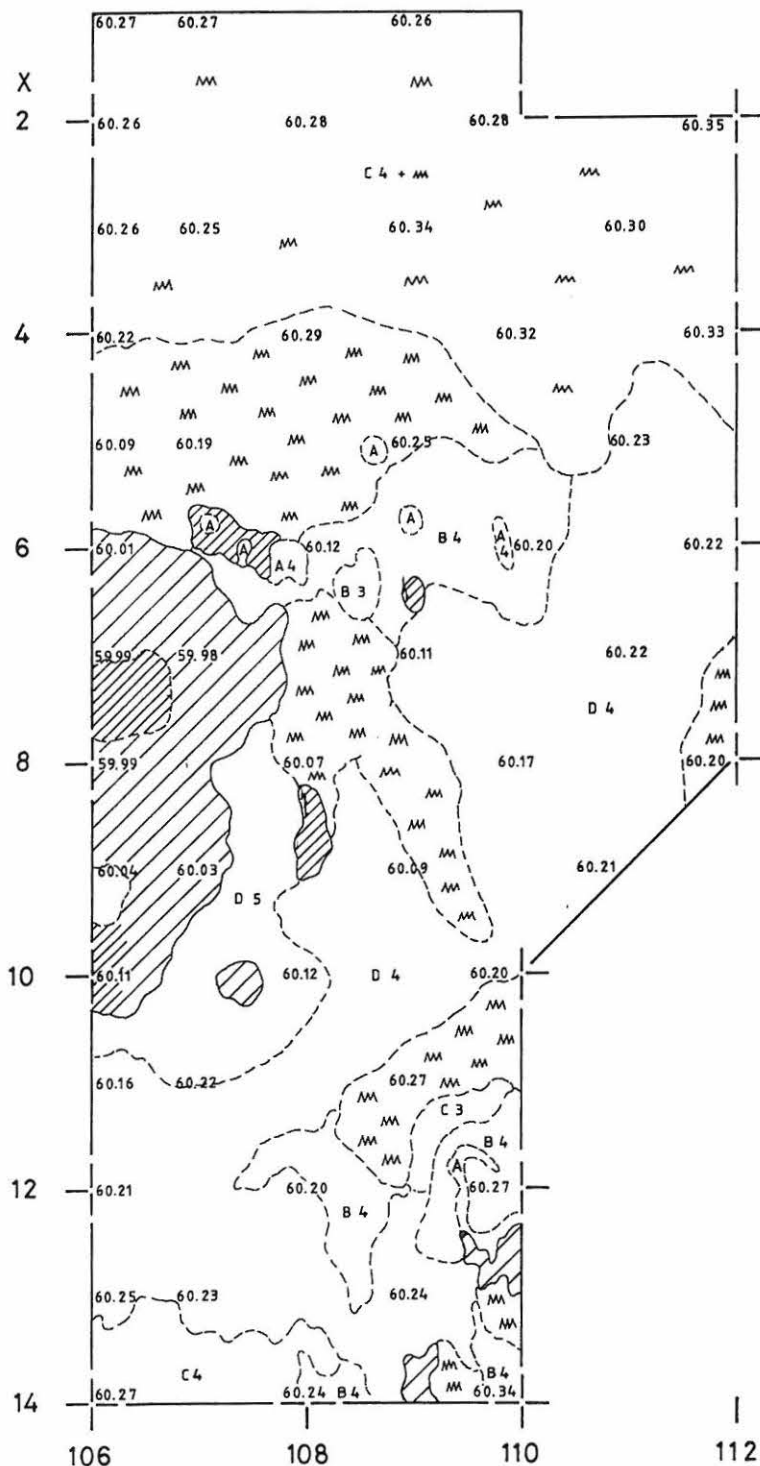 60.27 60.27 60.26
X
2 60.26 60.28 60.28 60.35
C 4 +
60.26 60.25 60.34 60.30
4 60.22 60.29 60.32 60.33
60.09 60.19 60.25 60.23
A
A A A
B 4
6 60.01 A 60.12 60.20 4 60.22
A 4
B 3
59.99 59.98 60.11 60.22
D 4
8 59.99 60.07 60.17 60.20
60.04 60.03 60.09 60.21
D 5
10 60.11 60.12 D 4 60.20
60.16 60.22 60.27
C 3
B 4
A
12 60.21 60.20 60.27
B 4
60.25 60.23 60.24
C 4 B 4
14 60.27 60.24 B 4 60.34
106 108 110 112